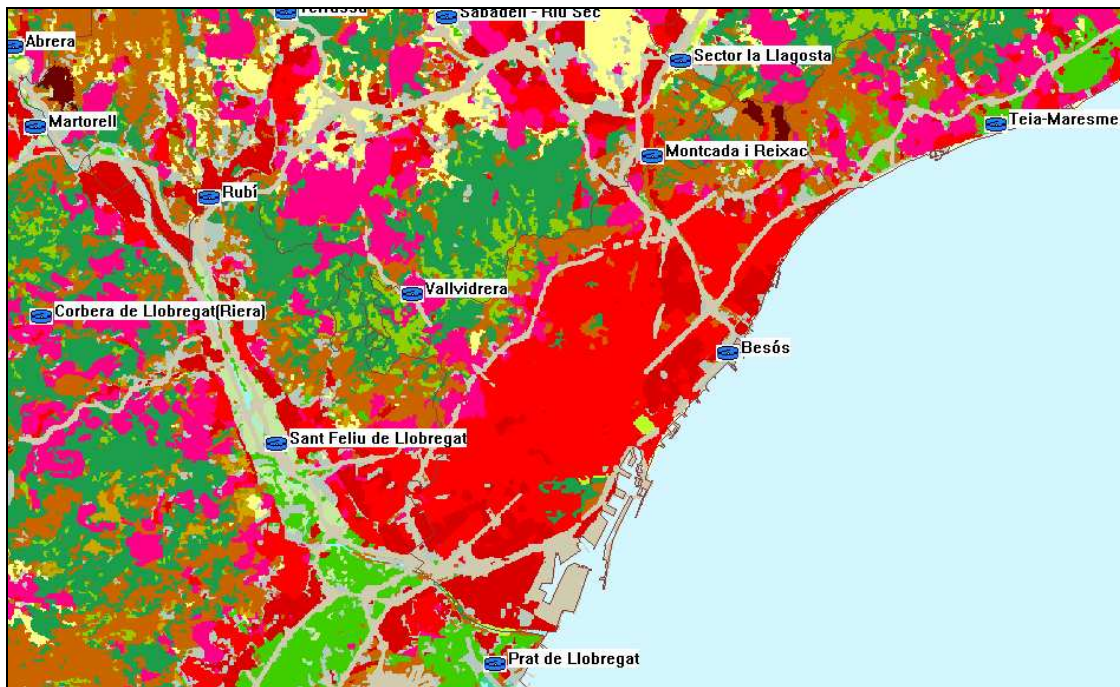 Terrassa
Sabadell - Riu Sec
Abrera
Sector la Llagosta
Martorell
Teia-Maresme
Montcada i Reixac
Rubí
Vallvidrera
Corbera de Llobregat(Riera)
Besós
Sant Feliu de Llobregat
Prat de Llobregat